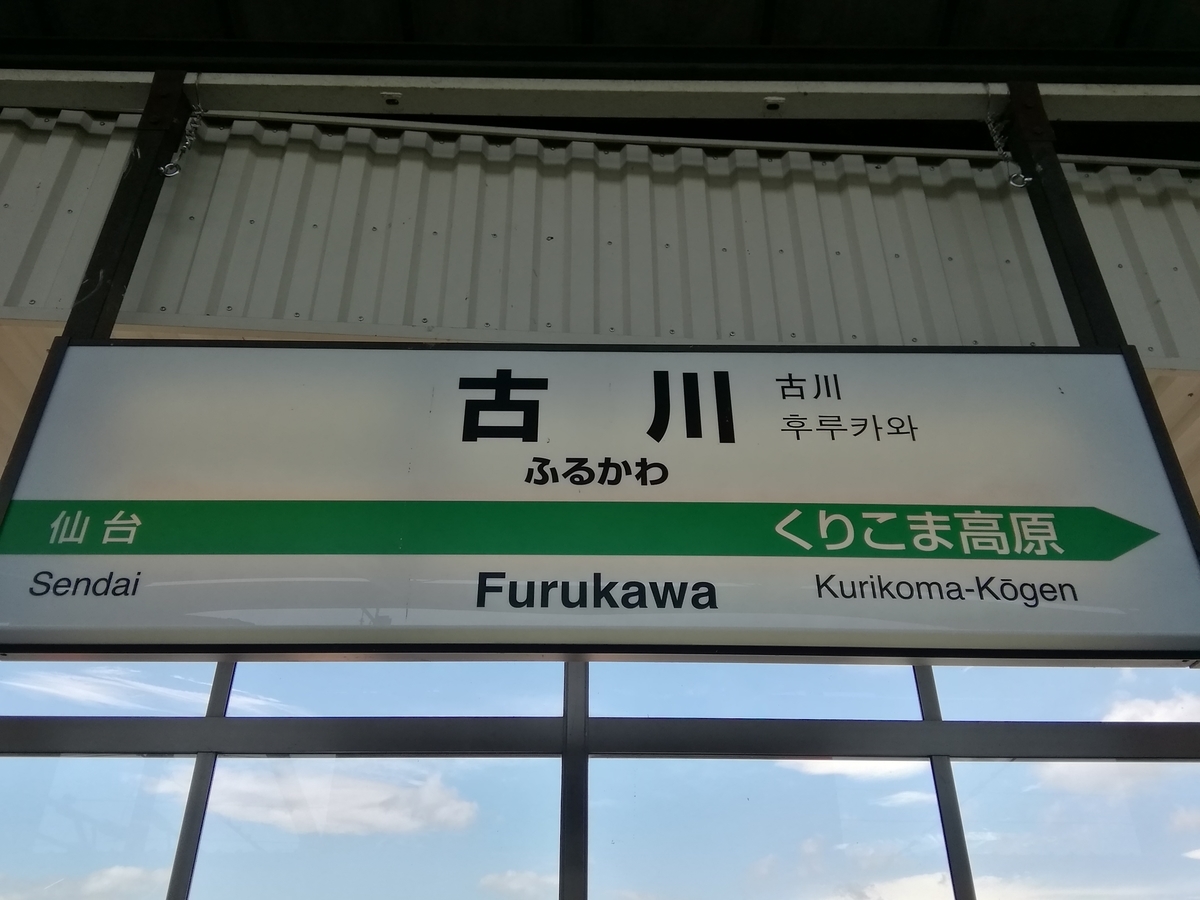 古川
古川
후루카와
ふるかわ
仙台
くりこま高原
Sendai
Furukawa
Kurikoma-Kōgen